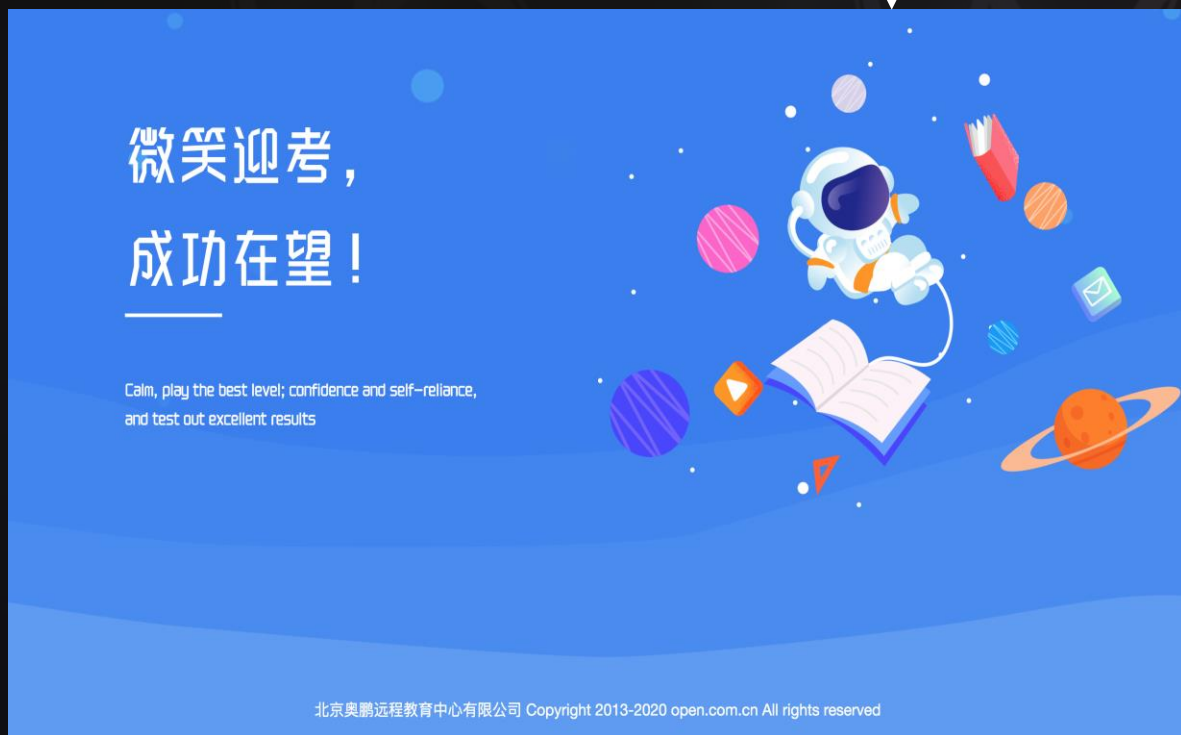 微笑迎考，
成功在望！
Calm, play the best level; confidence and self-reliance,
and test out excellent results
北京奥鹏远程教育中心有限公司 Copyright 2013-2020 open.com.cn All rights reserved